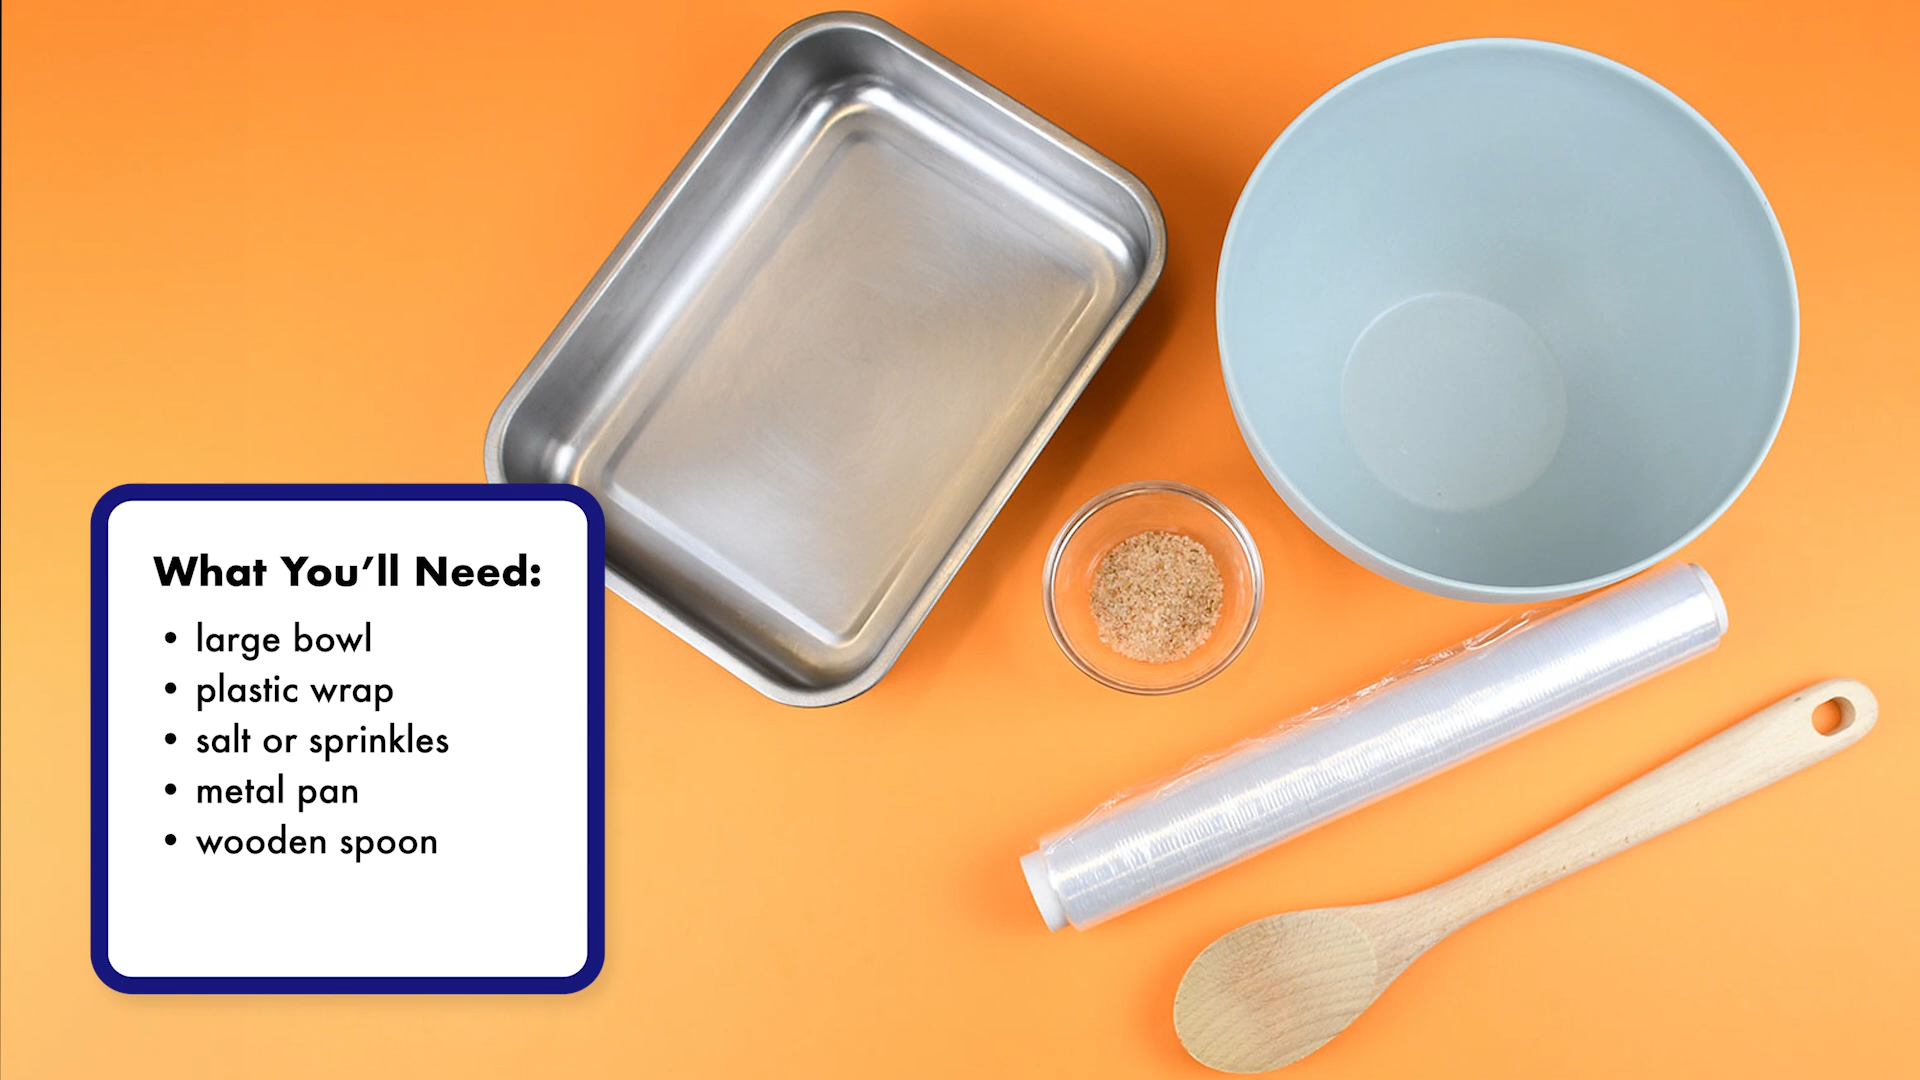 What You’ll Need:
• large bowl
• plastic wrap
• salt or sprinkles
• metal pan
• wooden spoon